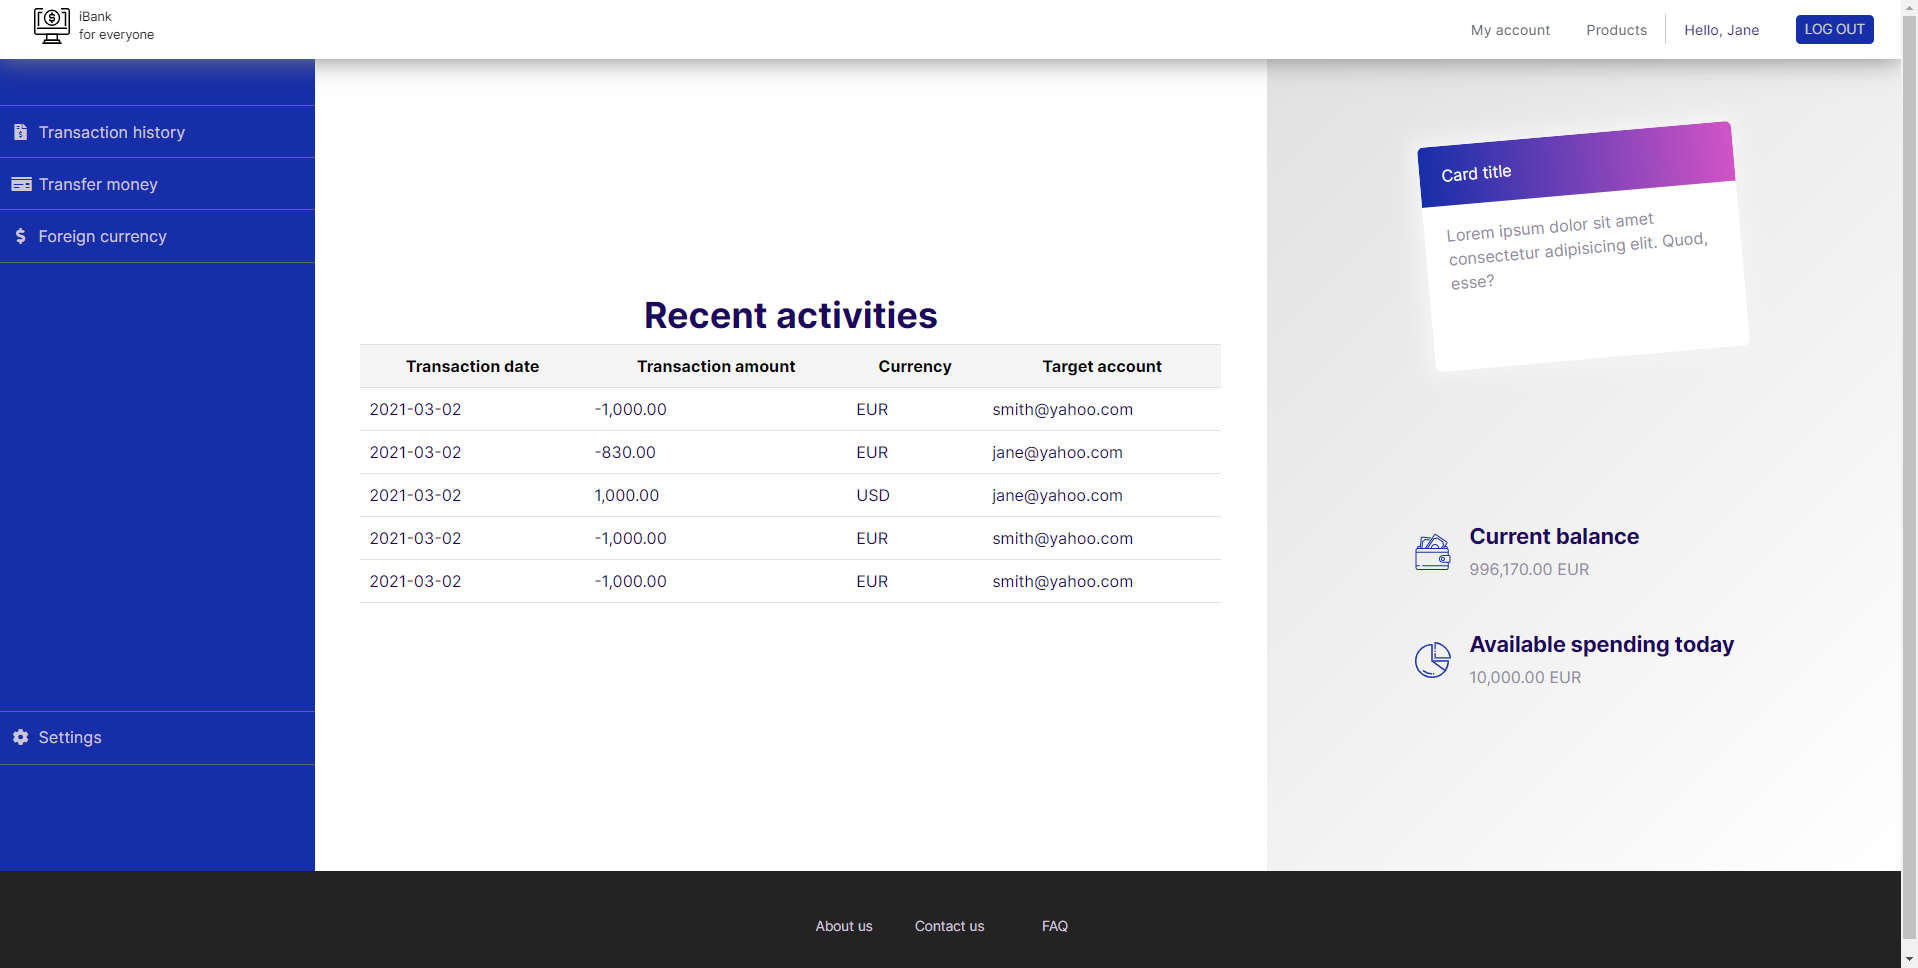 iBank
for everyone
My account
Products
Hello, Jane
LOG OUT
Transaction history
Transfer money
Foreign currency
Settings
Recent activities
Transaction date Transaction amount Currency Target account
2021-03-02 -1,000.00 EUR smith@yahoo.com
2021-03-02 -830.00 EUR jane@yahoo.com
2021-03-02 1,000.00 USD jane@yahoo.com
2021-03-02 -1,000.00 EUR smith@yahoo.com
2021-03-02 -1,000.00 EUR smith@yahoo.com
Card title
Lorem ipsum dolor sit amet
consectetur adipisicing elit. Quod,
esse?
Current balance
996,170.00 EUR
Available spending today
10,000.00 EUR
About us
Contact us
FAQ